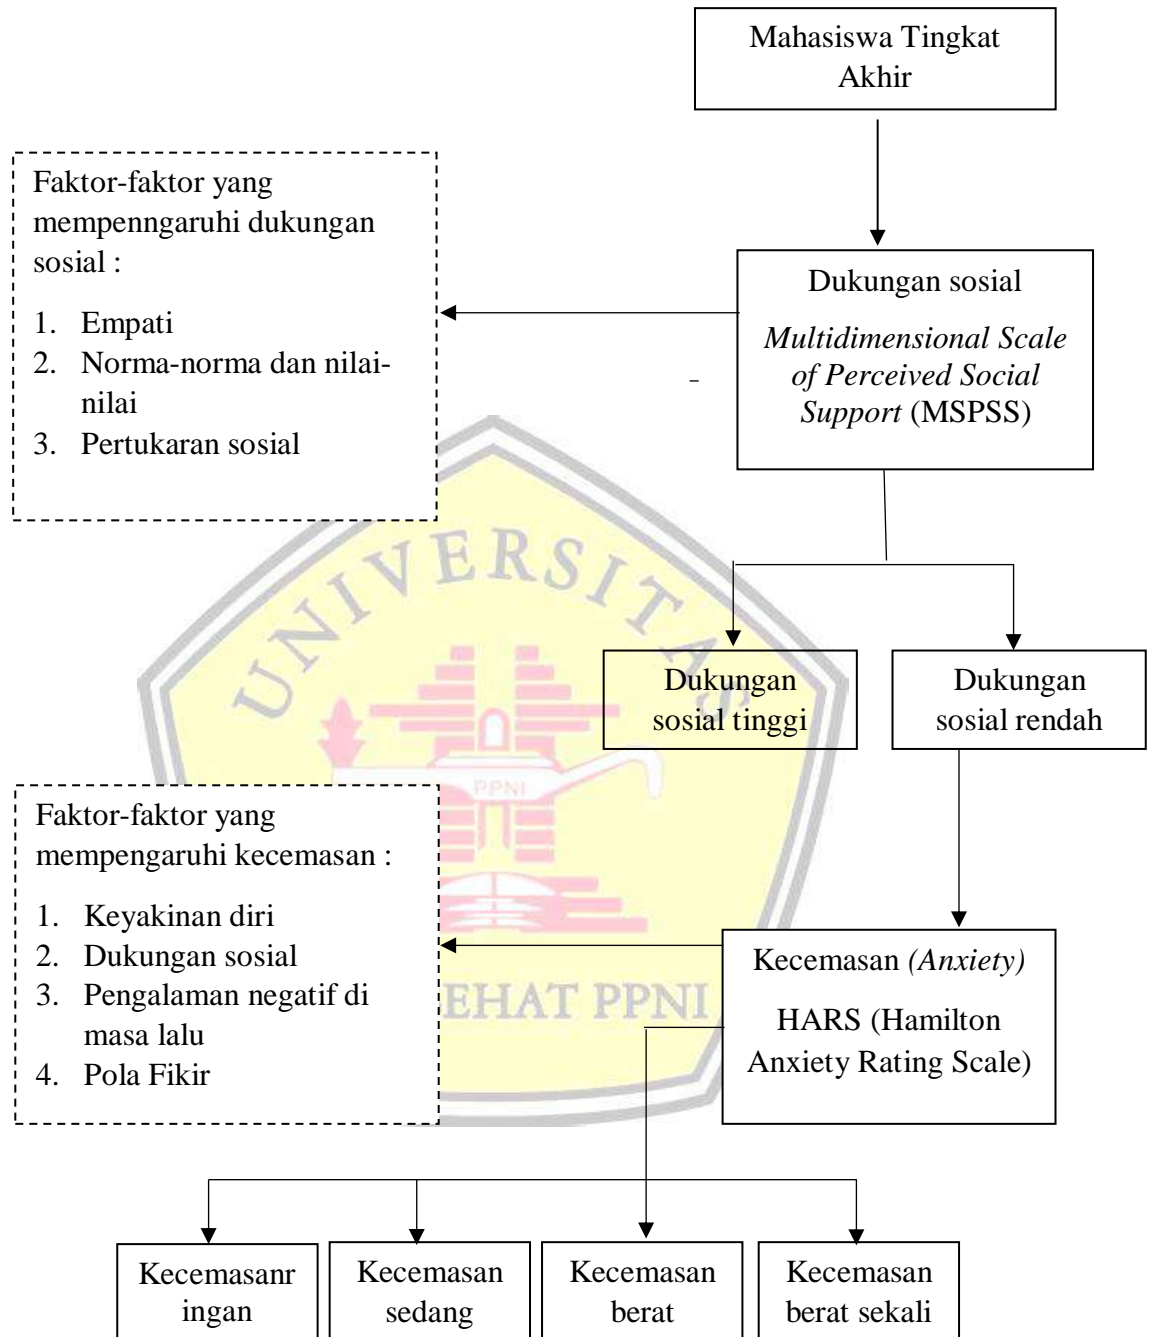 Mahasiswa Tingkat
Akhir
Faktor-faktor yang
mempenngaruhi dukungan
sosial :
1. Empati
2. Norma-norma dan nilai-
nilai
3. Pertukaran sosial
Dukungan sosial
Multidimensional Scale
of Perceived Social
Support (MSPSS)
UNIVERSITAS
Dukungan
sosial tinggi
Dukungan
sosial rendah
PPNI
Faktor-faktor yang
mempengaruhi kecemasan :
1. Keyakinan diri
2. Dukungan sosial
3. Pengalaman negatif di
masa lalu
4. Pola Fikir
EHAT PPNI
Kecemasan (Anxiety)
HARS (Hamilton
Anxiety Rating Scale)
Kecemasanr
ingan
Kecemasan
sedang
Kecemasan
berat
Kecemasan
berat sekali